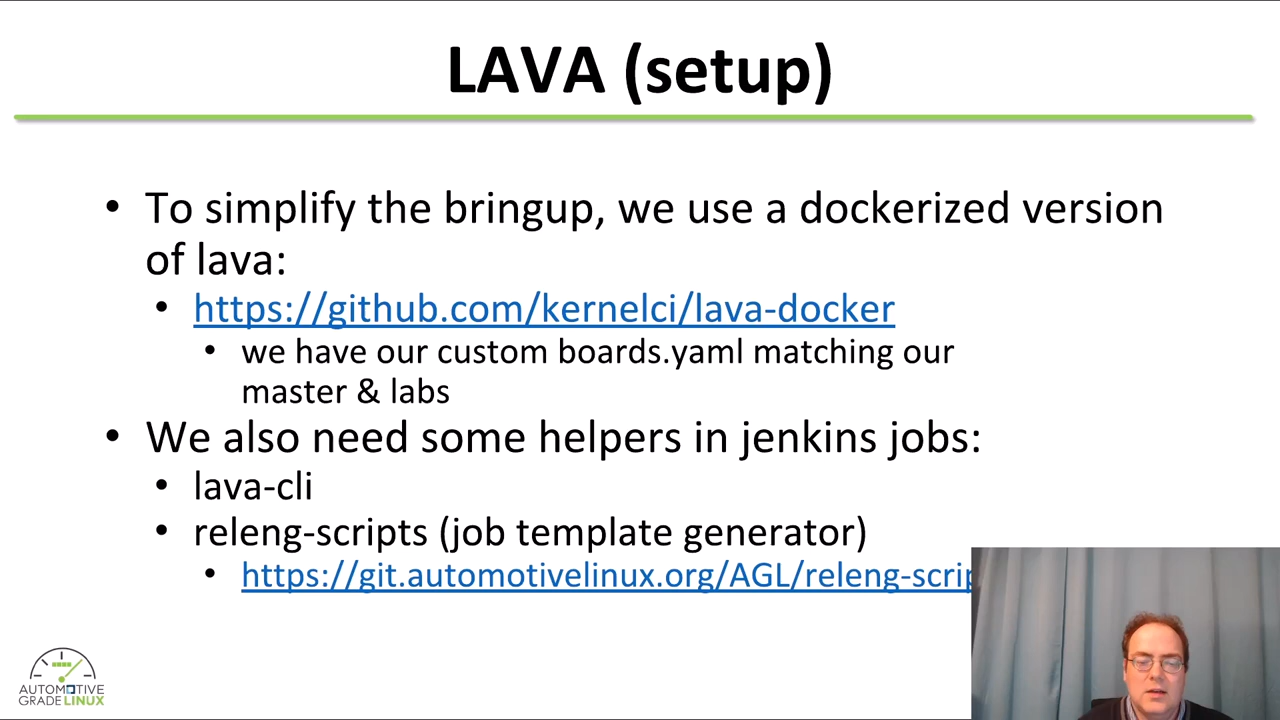 LAVA (setup)
• To simplify the bringup, we use a dockerized version
of lava:
• https://github.com/kernelci/lava-docker
• we have our custom boards.yaml matching our
master & labs
• We also need some helpers in jenkins jobs:
• lava-cli
• releng-scripts (job template generator)
• https://git.automotivelinux.org/AGL/releng-scrip
AUTOMOTIVE
GRADE LINUX